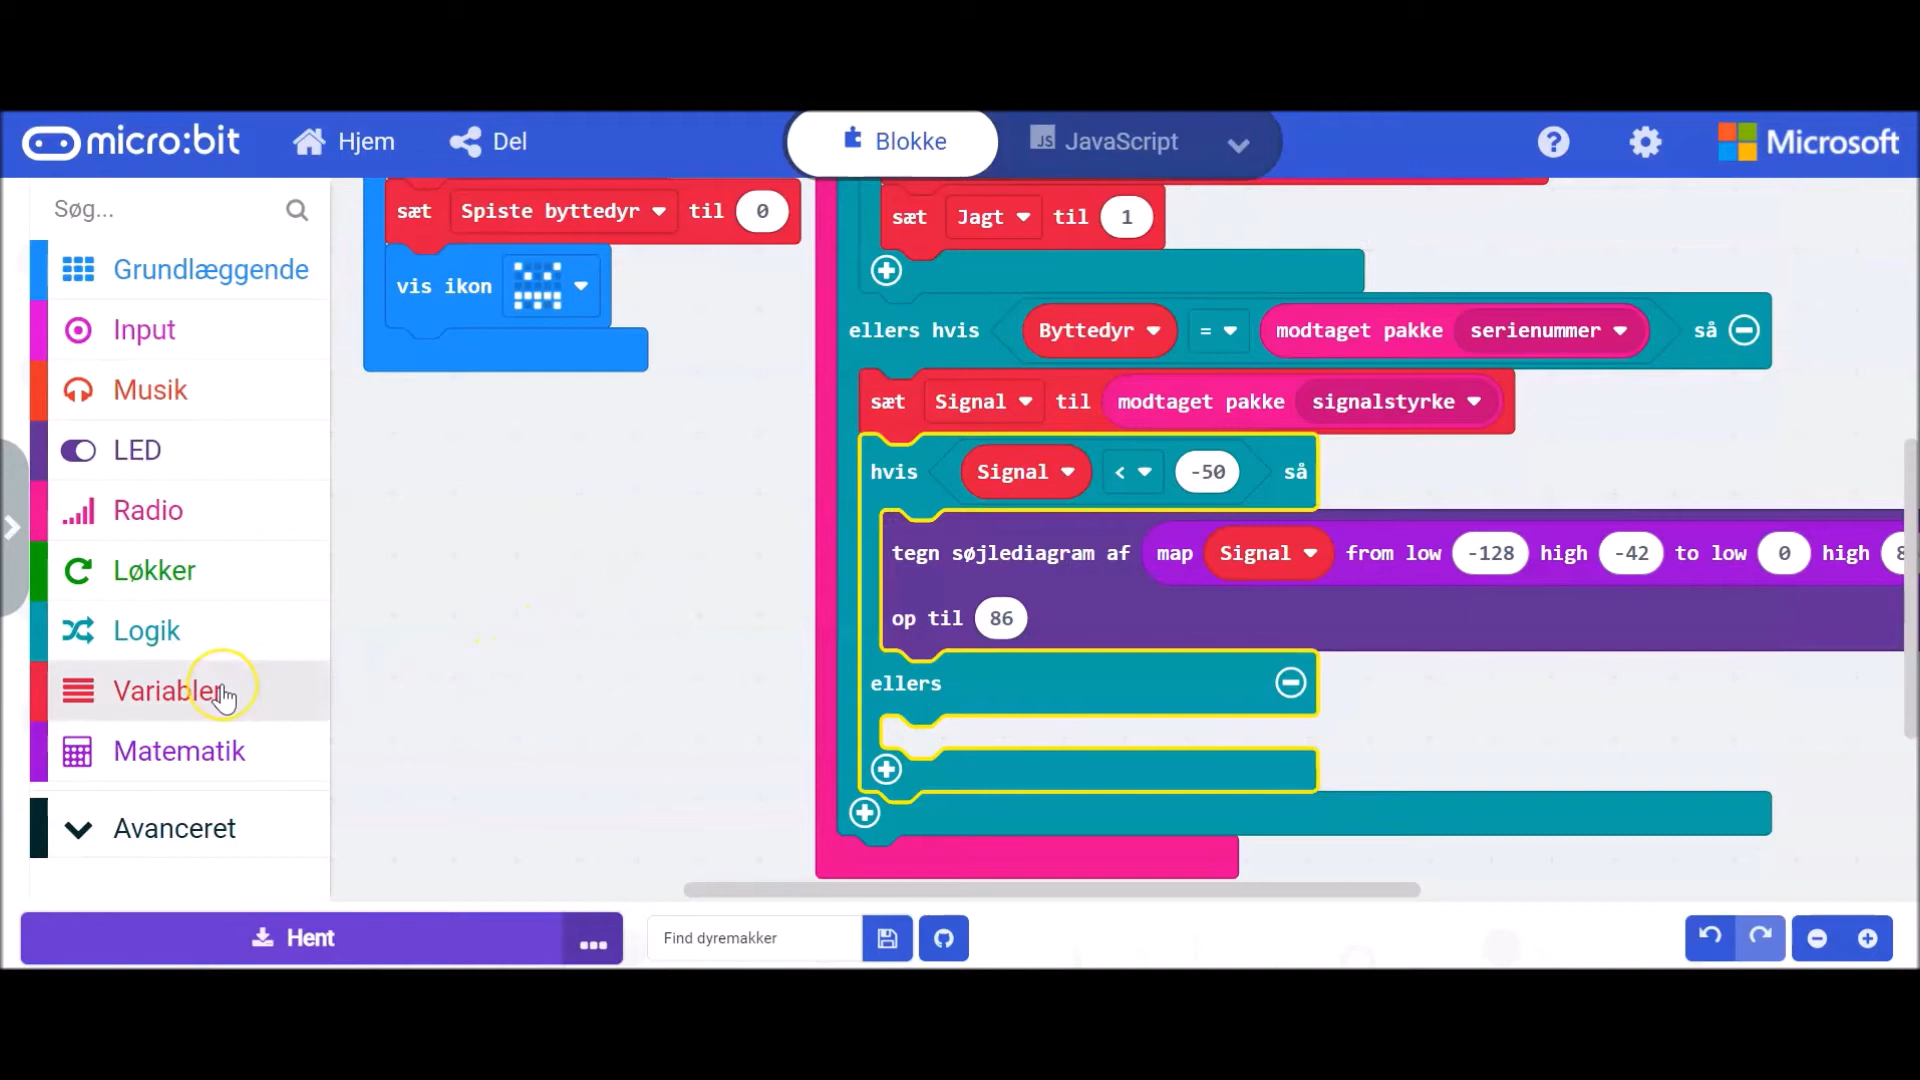 micro:bit Hjem Del Blokke JavaScript Microsoft
Søg...
Grundlæggende
Input
Musik
LED
Radio
Løkker
Logik
Variabler
Matematik
Avanceret
sæt Spiste byttedyr til 0
vis ikon
sæt Jagt til 1
ellers hvis Byttedyr = modtaget pakke serienummer så
sæt Signal til modtaget pakke signalstyrke
hvis Signal < -50 så
tegn søjlediagram af map Signal from low -128 high -42 to low 0 high
op til 86
ellers
Hent ... Find dyremakker